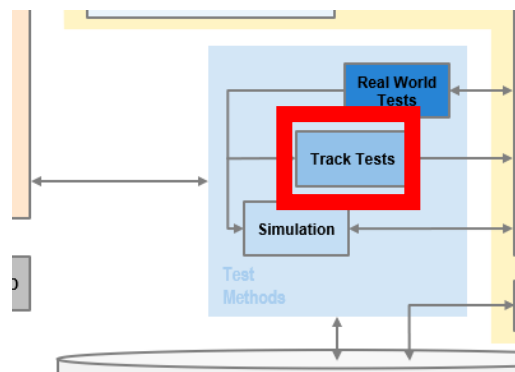 Real World
Tests
Track Tests
Simulation
Test
Methods